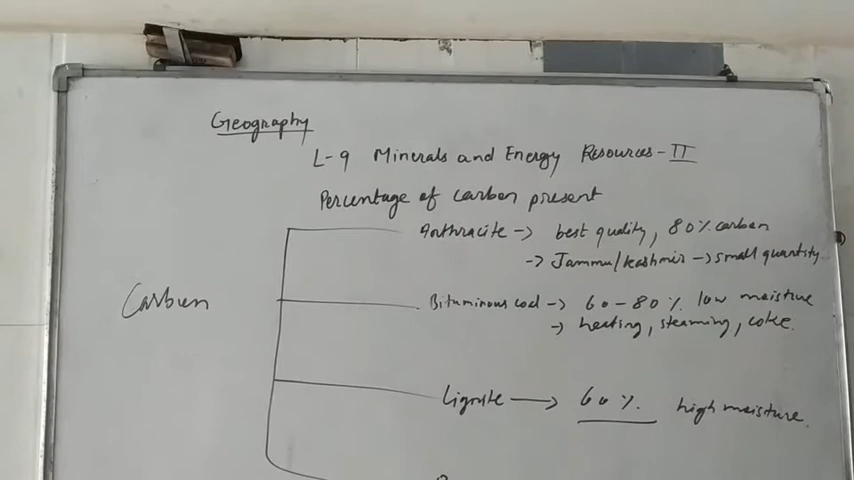 Geography
L-9 Minerals and Energy Resources-II
Percentage of carbon present
Anthracite -> best quality, 80% carbon
-> Jammu/Kashmir -> small quantity.
Carbon
Bituminous coal -> 60-80% low moisture
-> heating, steaming, coke.
Lignite -> 60% high moisture.